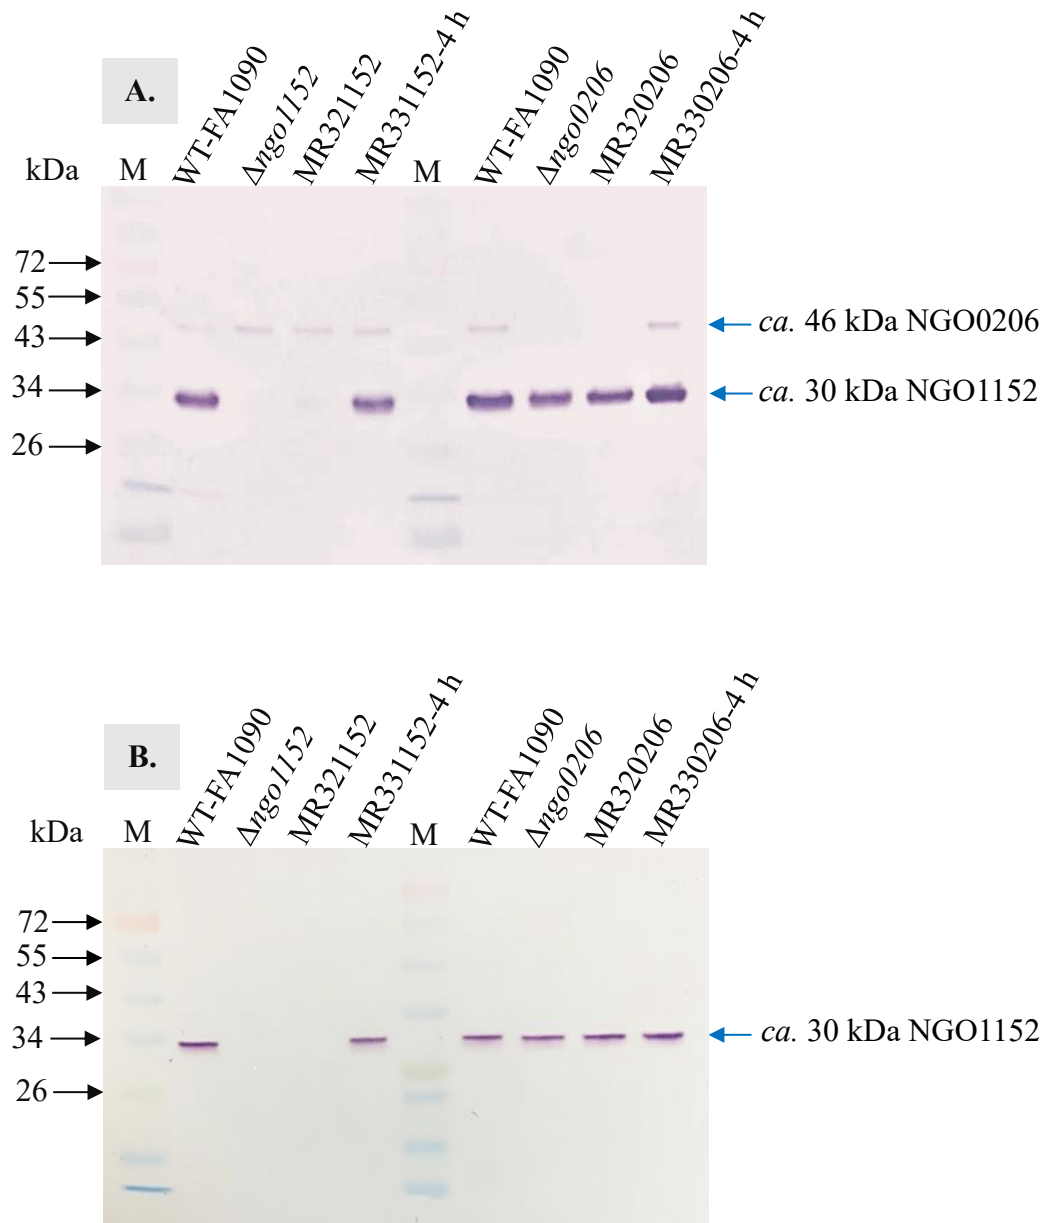 A.
kDa M WT-FA1090 Δngo1152 MR321152 MR331152-4 h M WT-FA1090 Δngo0206 MR320206 MR330206-4 h
72
55
43
34
26
ca. 46 kDa NGO0206
ca. 30 kDa NGO1152
B.
kDa M WT-FA1090 Δngo1152 MR321152 MR331152-4 h M WT-FA1090 Δngo0206 MR320206 MR330206-4 h
72
55
43
34
26
ca. 30 kDa NGO1152